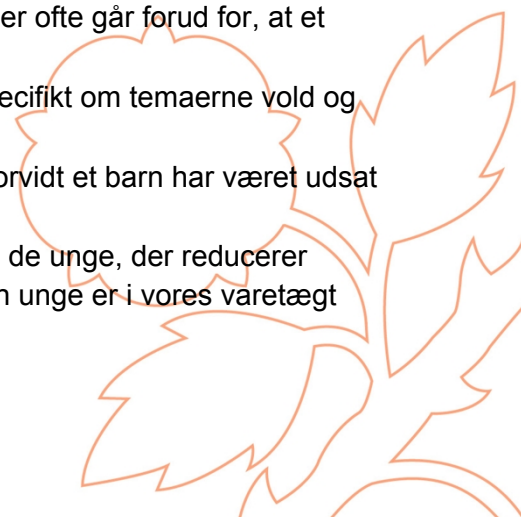 er ofte går forud for, at et
ecifikt om temaerne vold og
orvidt et barn har været udsat
de unge, der reducerer
n unge er i vores varetægt